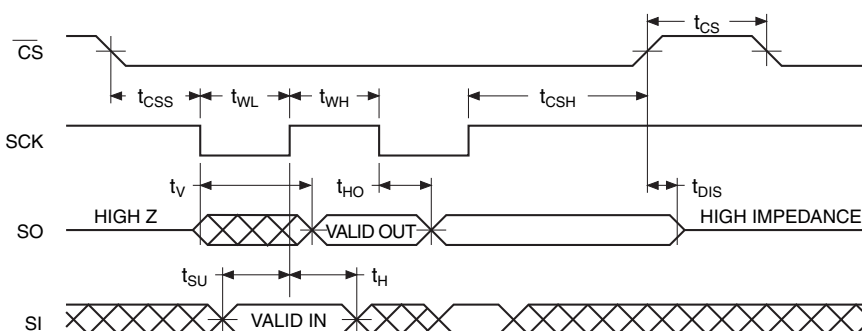 CS
tCS
tCSS
tWL
tWH
tCSH
SCK
tV
tHO
tDIS
HIGH Z
VALID OUT
HIGH IMPEDANCE
SO
tSU
tH
SI
VALID IN